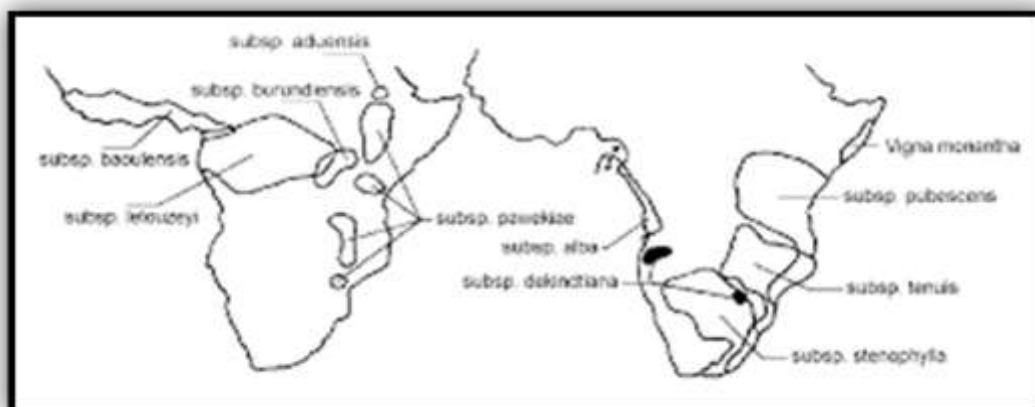 subsp. aduensis
subsp. burundiensis
subsp. baoulensis
subsp. letouzeyi
subsp. pawekiae
Vigna monantha
subsp. pubescens
subsp. alba
subsp. dekindtiana
subsp. tenuis
subsp. stenophylla